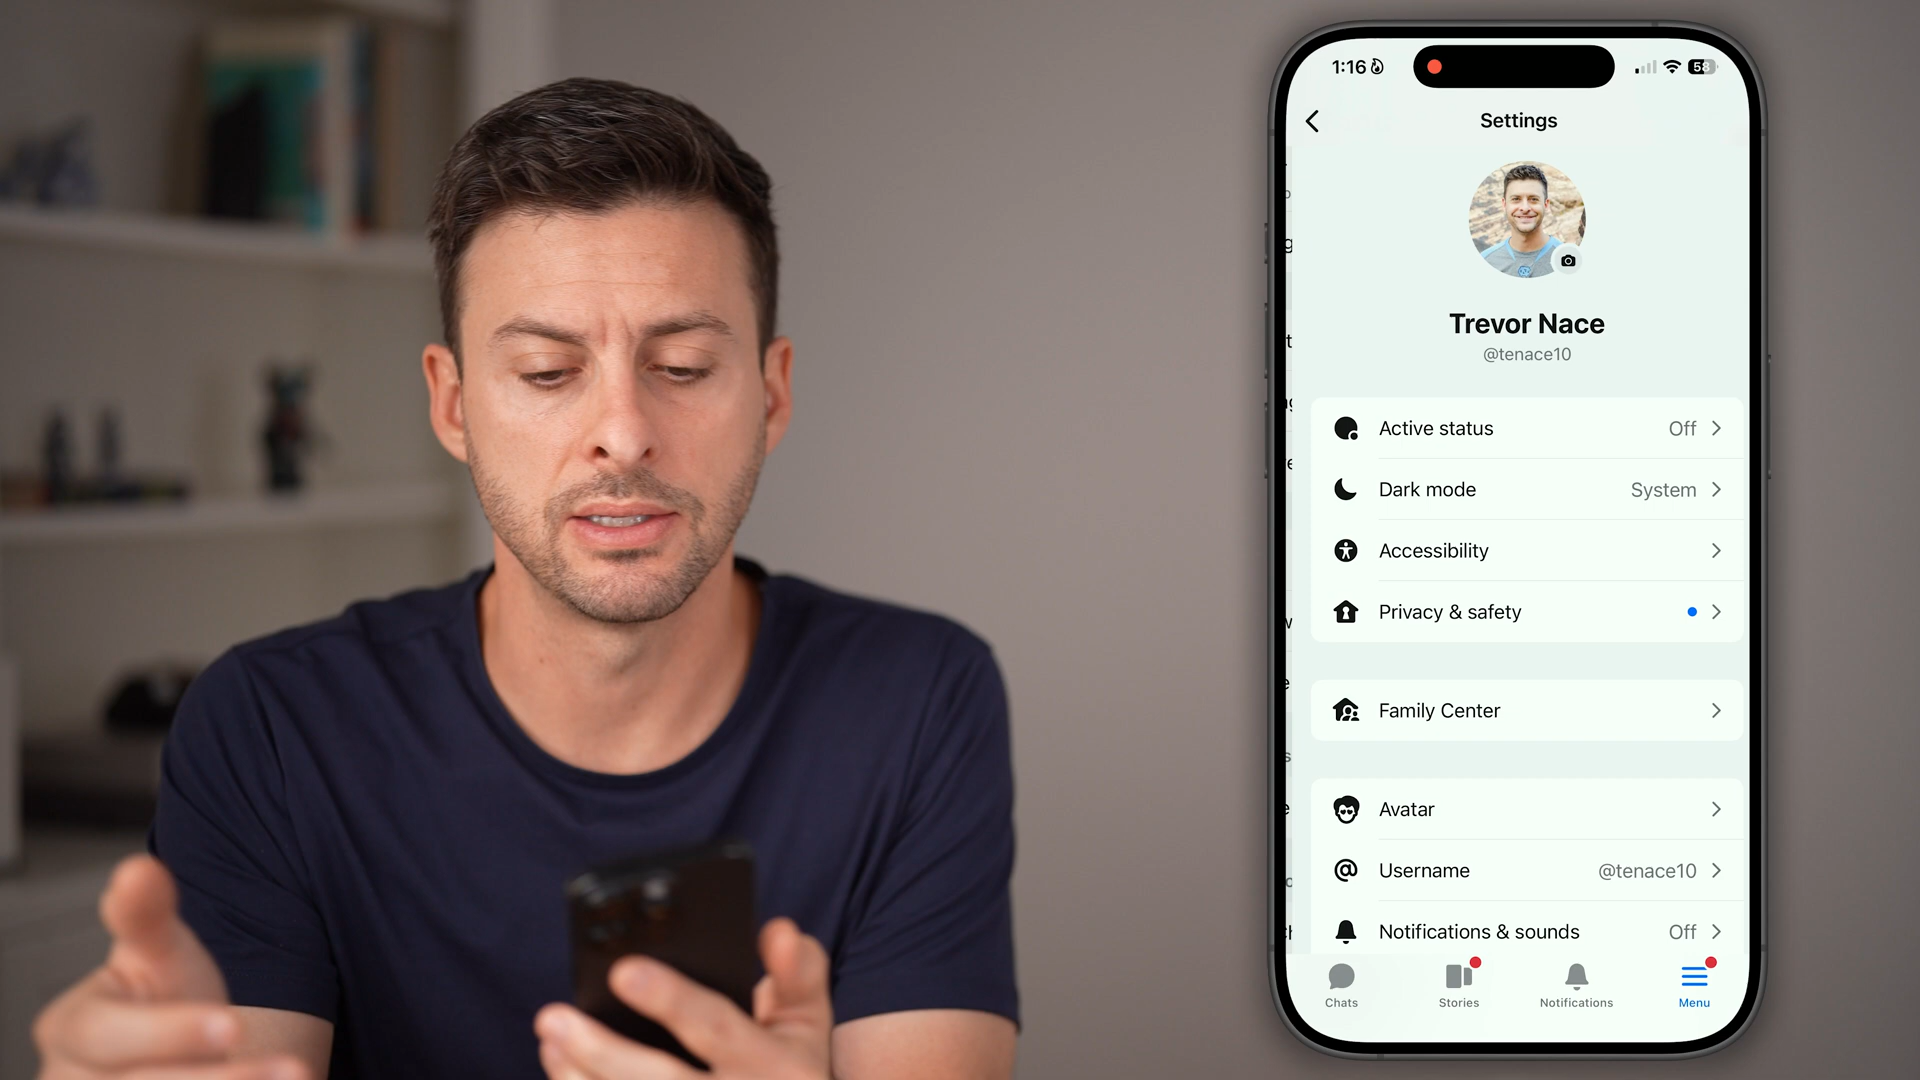 1:16
58
Settings
Trevor Nace
@tenace10
Active status Off
Dark mode System
Accessibility
Privacy & safety
Family Center
Avatar
Username @tenace10
Notifications & sounds Off
Chats Stories Notifications Menu